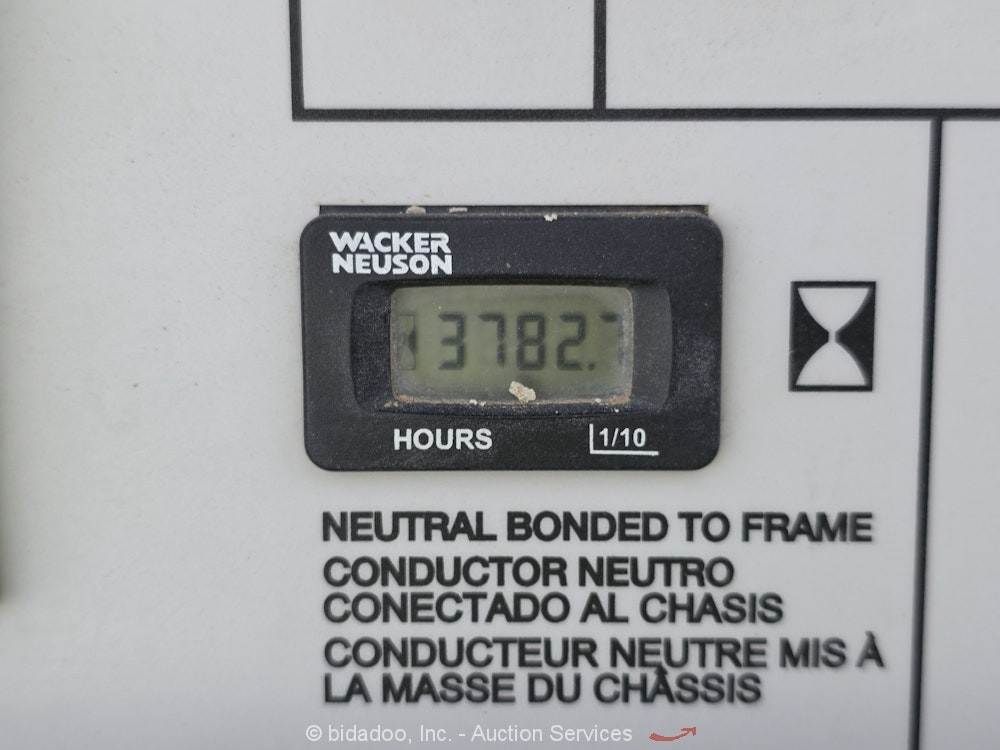 WACKER
NEUSON
3782.7
HOURS 1/10
NEUTRAL BONDED TO FRAME
CONDUCTOR NEUTRO
CONECTADO AL CHASIS
CONDUCTEUR NEUTRE MIS À
LA MASSE DU CHÂSSIS
© bidadoo, Inc. - Auction Services